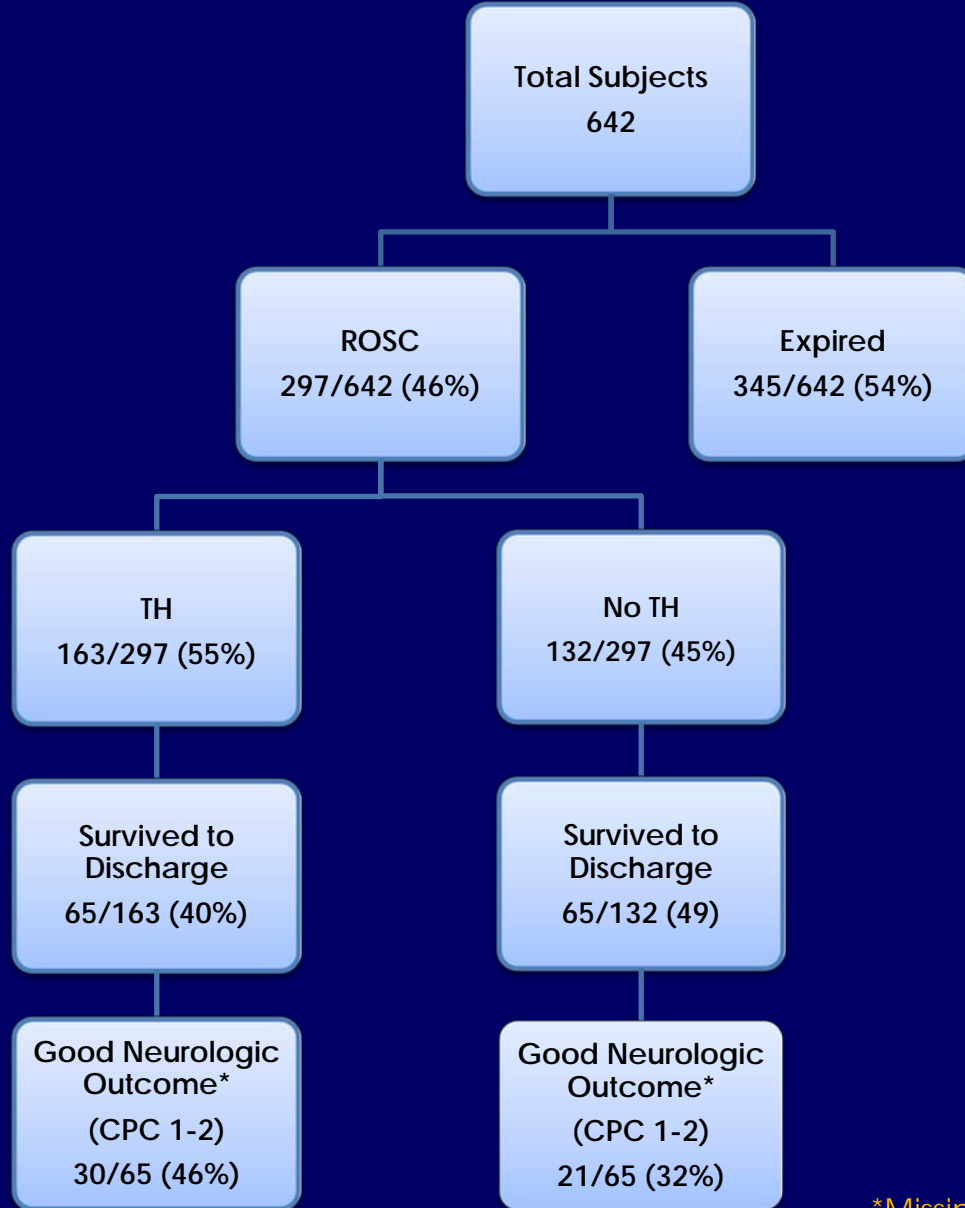 Total Subjects
642
ROSC
297/642 (46%)
Expired
345/642 (54%)
TH
163/297 (55%)
No TH
132/297 (45%)
Survived to
Discharge
65/163 (40%)
Survived to
Discharge
65/132 (49)
Good Neurologic
Outcome*
(CPC 1-2)
30/65 (46%)
Good Neurologic
Outcome*
(CPC 1-2)
21/65 (32%)